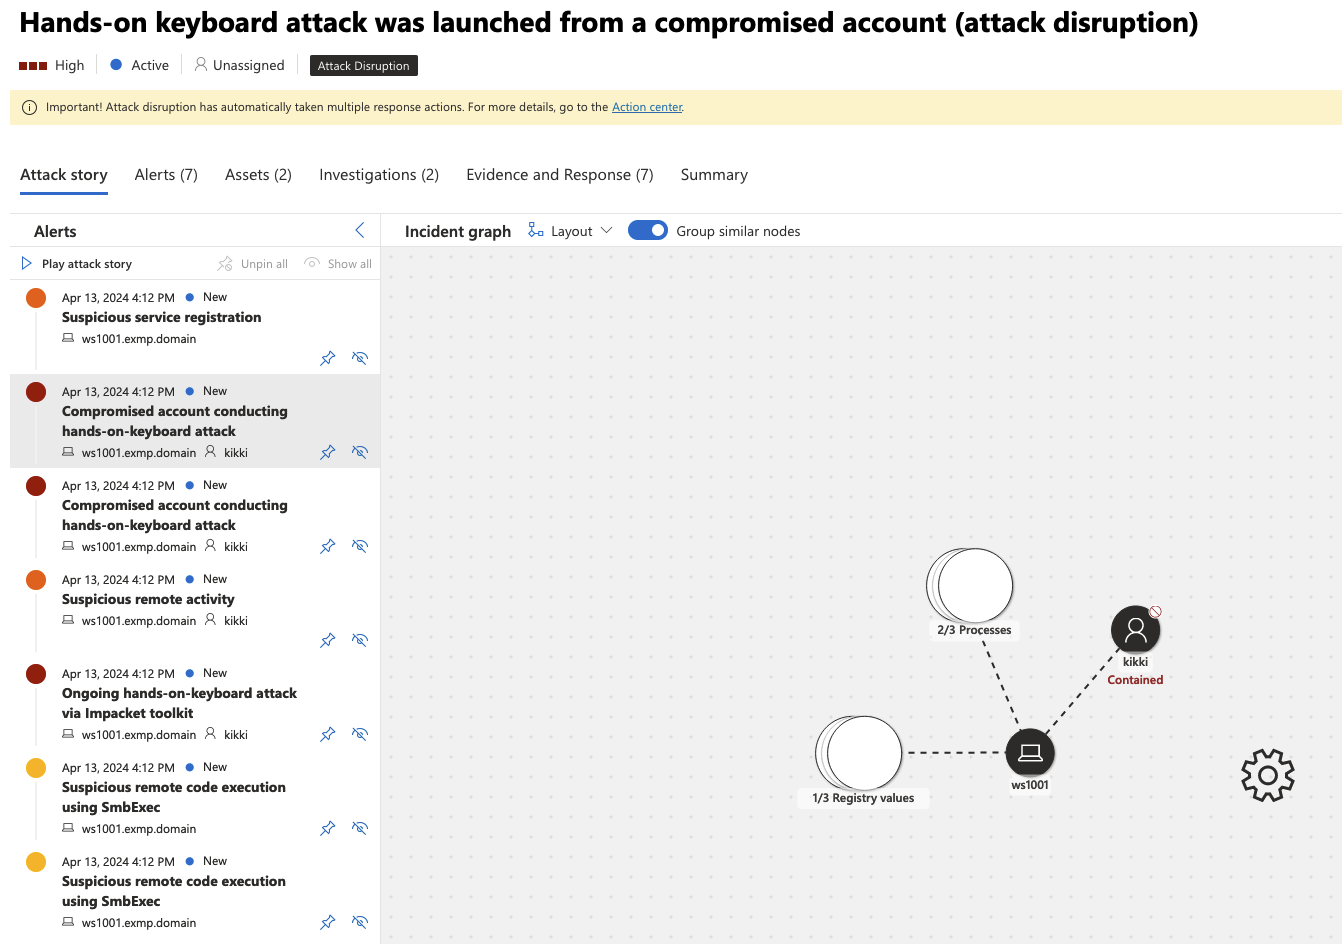 Hands-on keyboard attack was launched from a compromised account (attack disruption)
High Active Unassigned Attack Disruption
Important! Attack disruption has automatically taken multiple response actions. For more details, go to the Action center.
Attack story Alerts (7) Assets (2) Investigations (2) Evidence and Response (7) Summary
Alerts
Play attack story Unpin all Show all
Apr 13, 2024 4:12 PM New
Suspicious service registration
ws1001.exmp.domain
Apr 13, 2024 4:12 PM New
Compromised account conducting
hands-on-keyboard attack
ws1001.exmp.domain kikki
Apr 13, 2024 4:12 PM New
Compromised account conducting
hands-on-keyboard attack
ws1001.exmp.domain kikki
Apr 13, 2024 4:12 PM New
Suspicious remote activity
ws1001.exmp.domain kikki
Apr 13, 2024 4:12 PM New
Ongoing hands-on-keyboard attack
via Impacket toolkit
ws1001.exmp.domain kikki
Apr 13, 2024 4:12 PM New
Suspicious remote code execution
using SmbExec
ws1001.exmp.domain
Apr 13, 2024 4:12 PM New
Suspicious remote code execution
using SmbExec
ws1001.exmp.domain
Incident graph Layout Group similar nodes
2/3 Processes
kikki
Contained
ws1001
1/3 Registry values